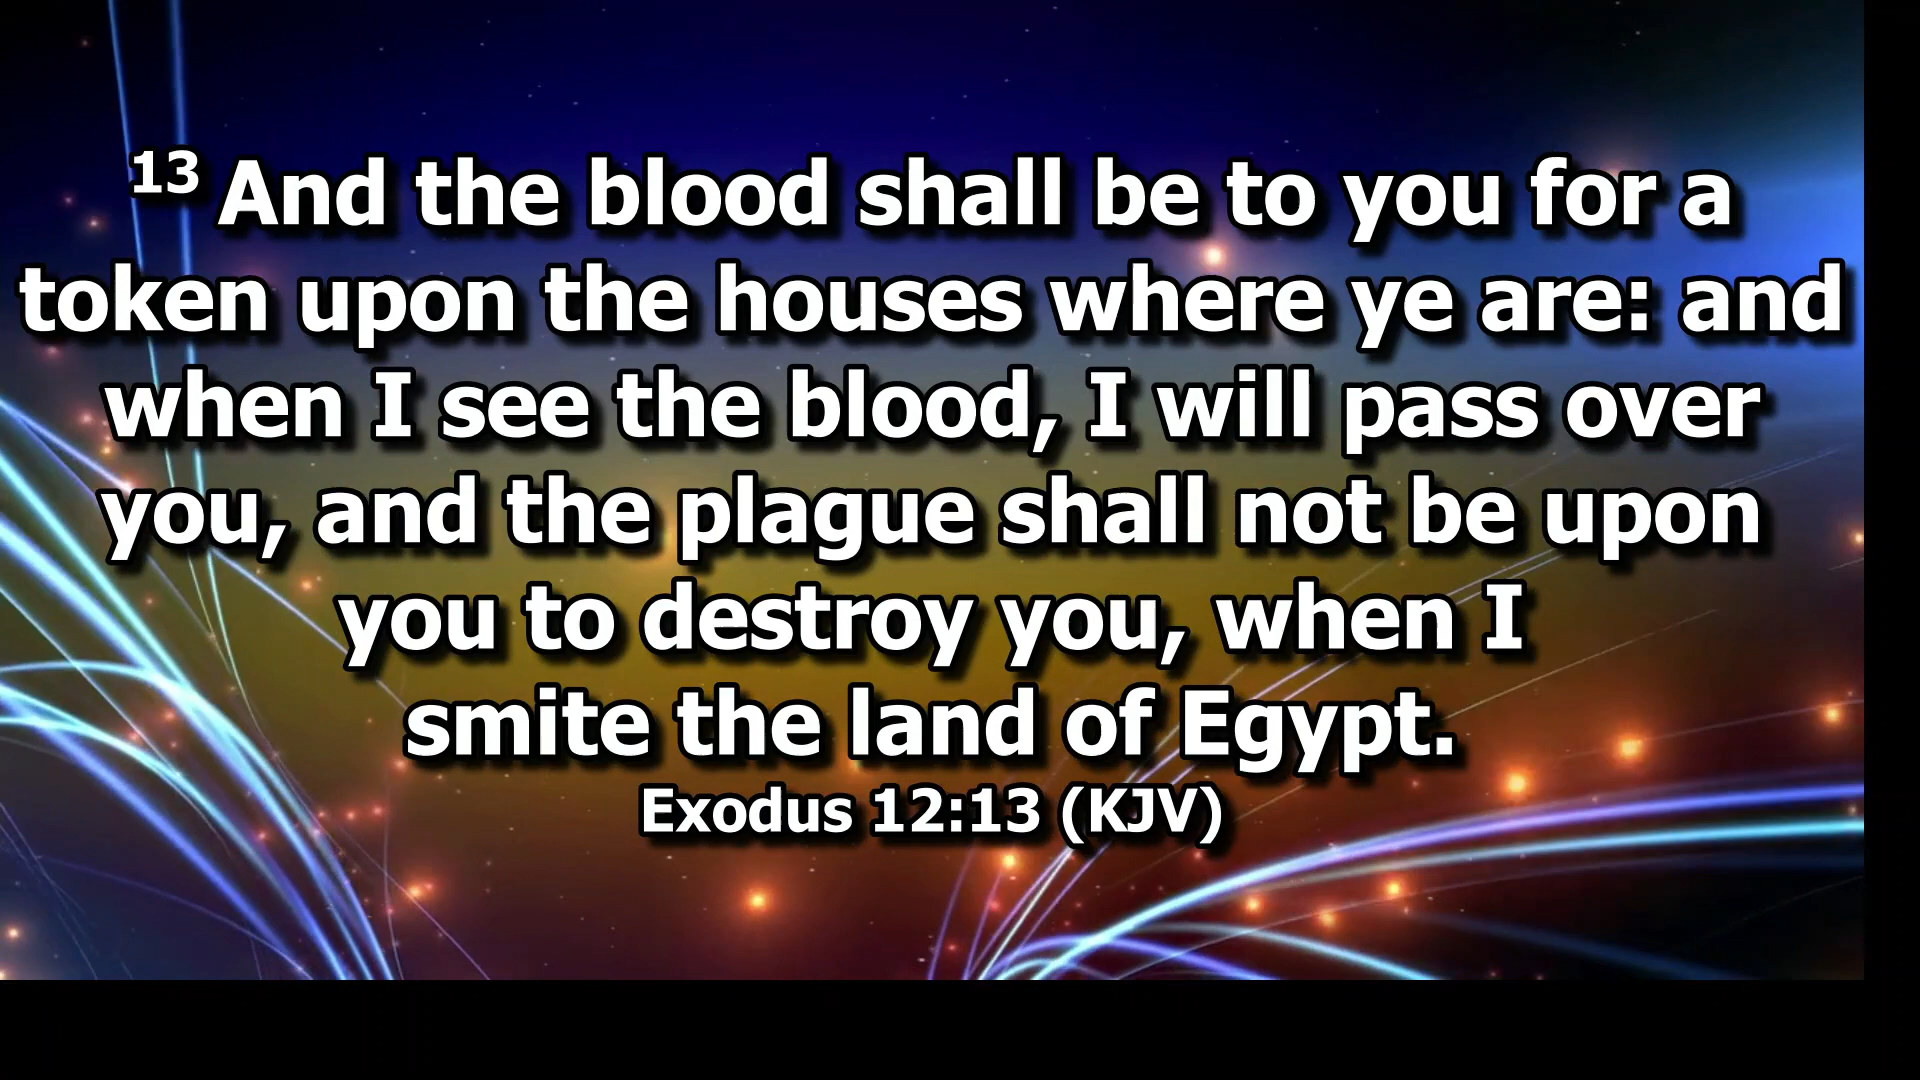 13 And the blood shall be to you for a
token upon the houses where ye are: and
when I see the blood, I will pass over
you, and the plague shall not be upon
you to destroy you, when I
smite the land of Egypt.
Exodus 12:13 (KJV)